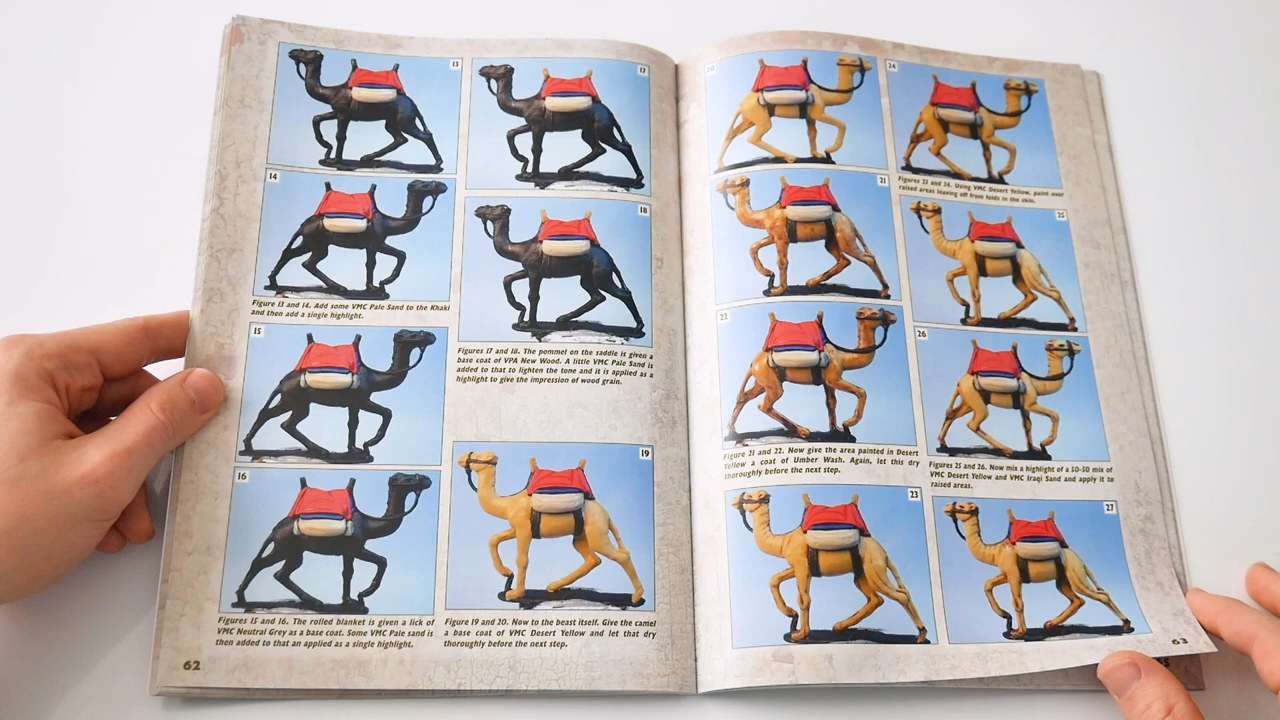 13
14
Figure 13 and 14. Add some VMC Pale Sand to the Khaki
and then add a single highlight.
15
16
Figures 15 and 16. The rolled blanket is given a lick of
VMC Neutral Grey as a base coat. Some VMC Pale sand is
then added to that an applied as a single highlight.
62
17
18
Figures 17 and 18. The pommel on the saddle is given a
base coat of VPA New Wood. A little VMC Pale Sand is
added to that to lighten the tone and it is applied as a
highlight to give the impression of wood grain.
19
Figure 19 and 20. Now to the beast itself. Give the camel
a base coat of VMC Desert Yellow and let that dry
thoroughly before the next step.
20
21
22
Figure 21 and 22. Now give the area painted in Desert
Yellow a coat of Umber Wash. Again, let this dry
thoroughly before the next step.
23
24
Figures 23 and 24. Using VMC Desert Yellow, paint over
raised areas leaving off from folds in the skin.
25
26
Figures 25 and 26. Now mix a highlight of a 50-50 mix of
VMC Desert Yellow and VMC Iraqi Sand and apply it to
raised areas.
27
63